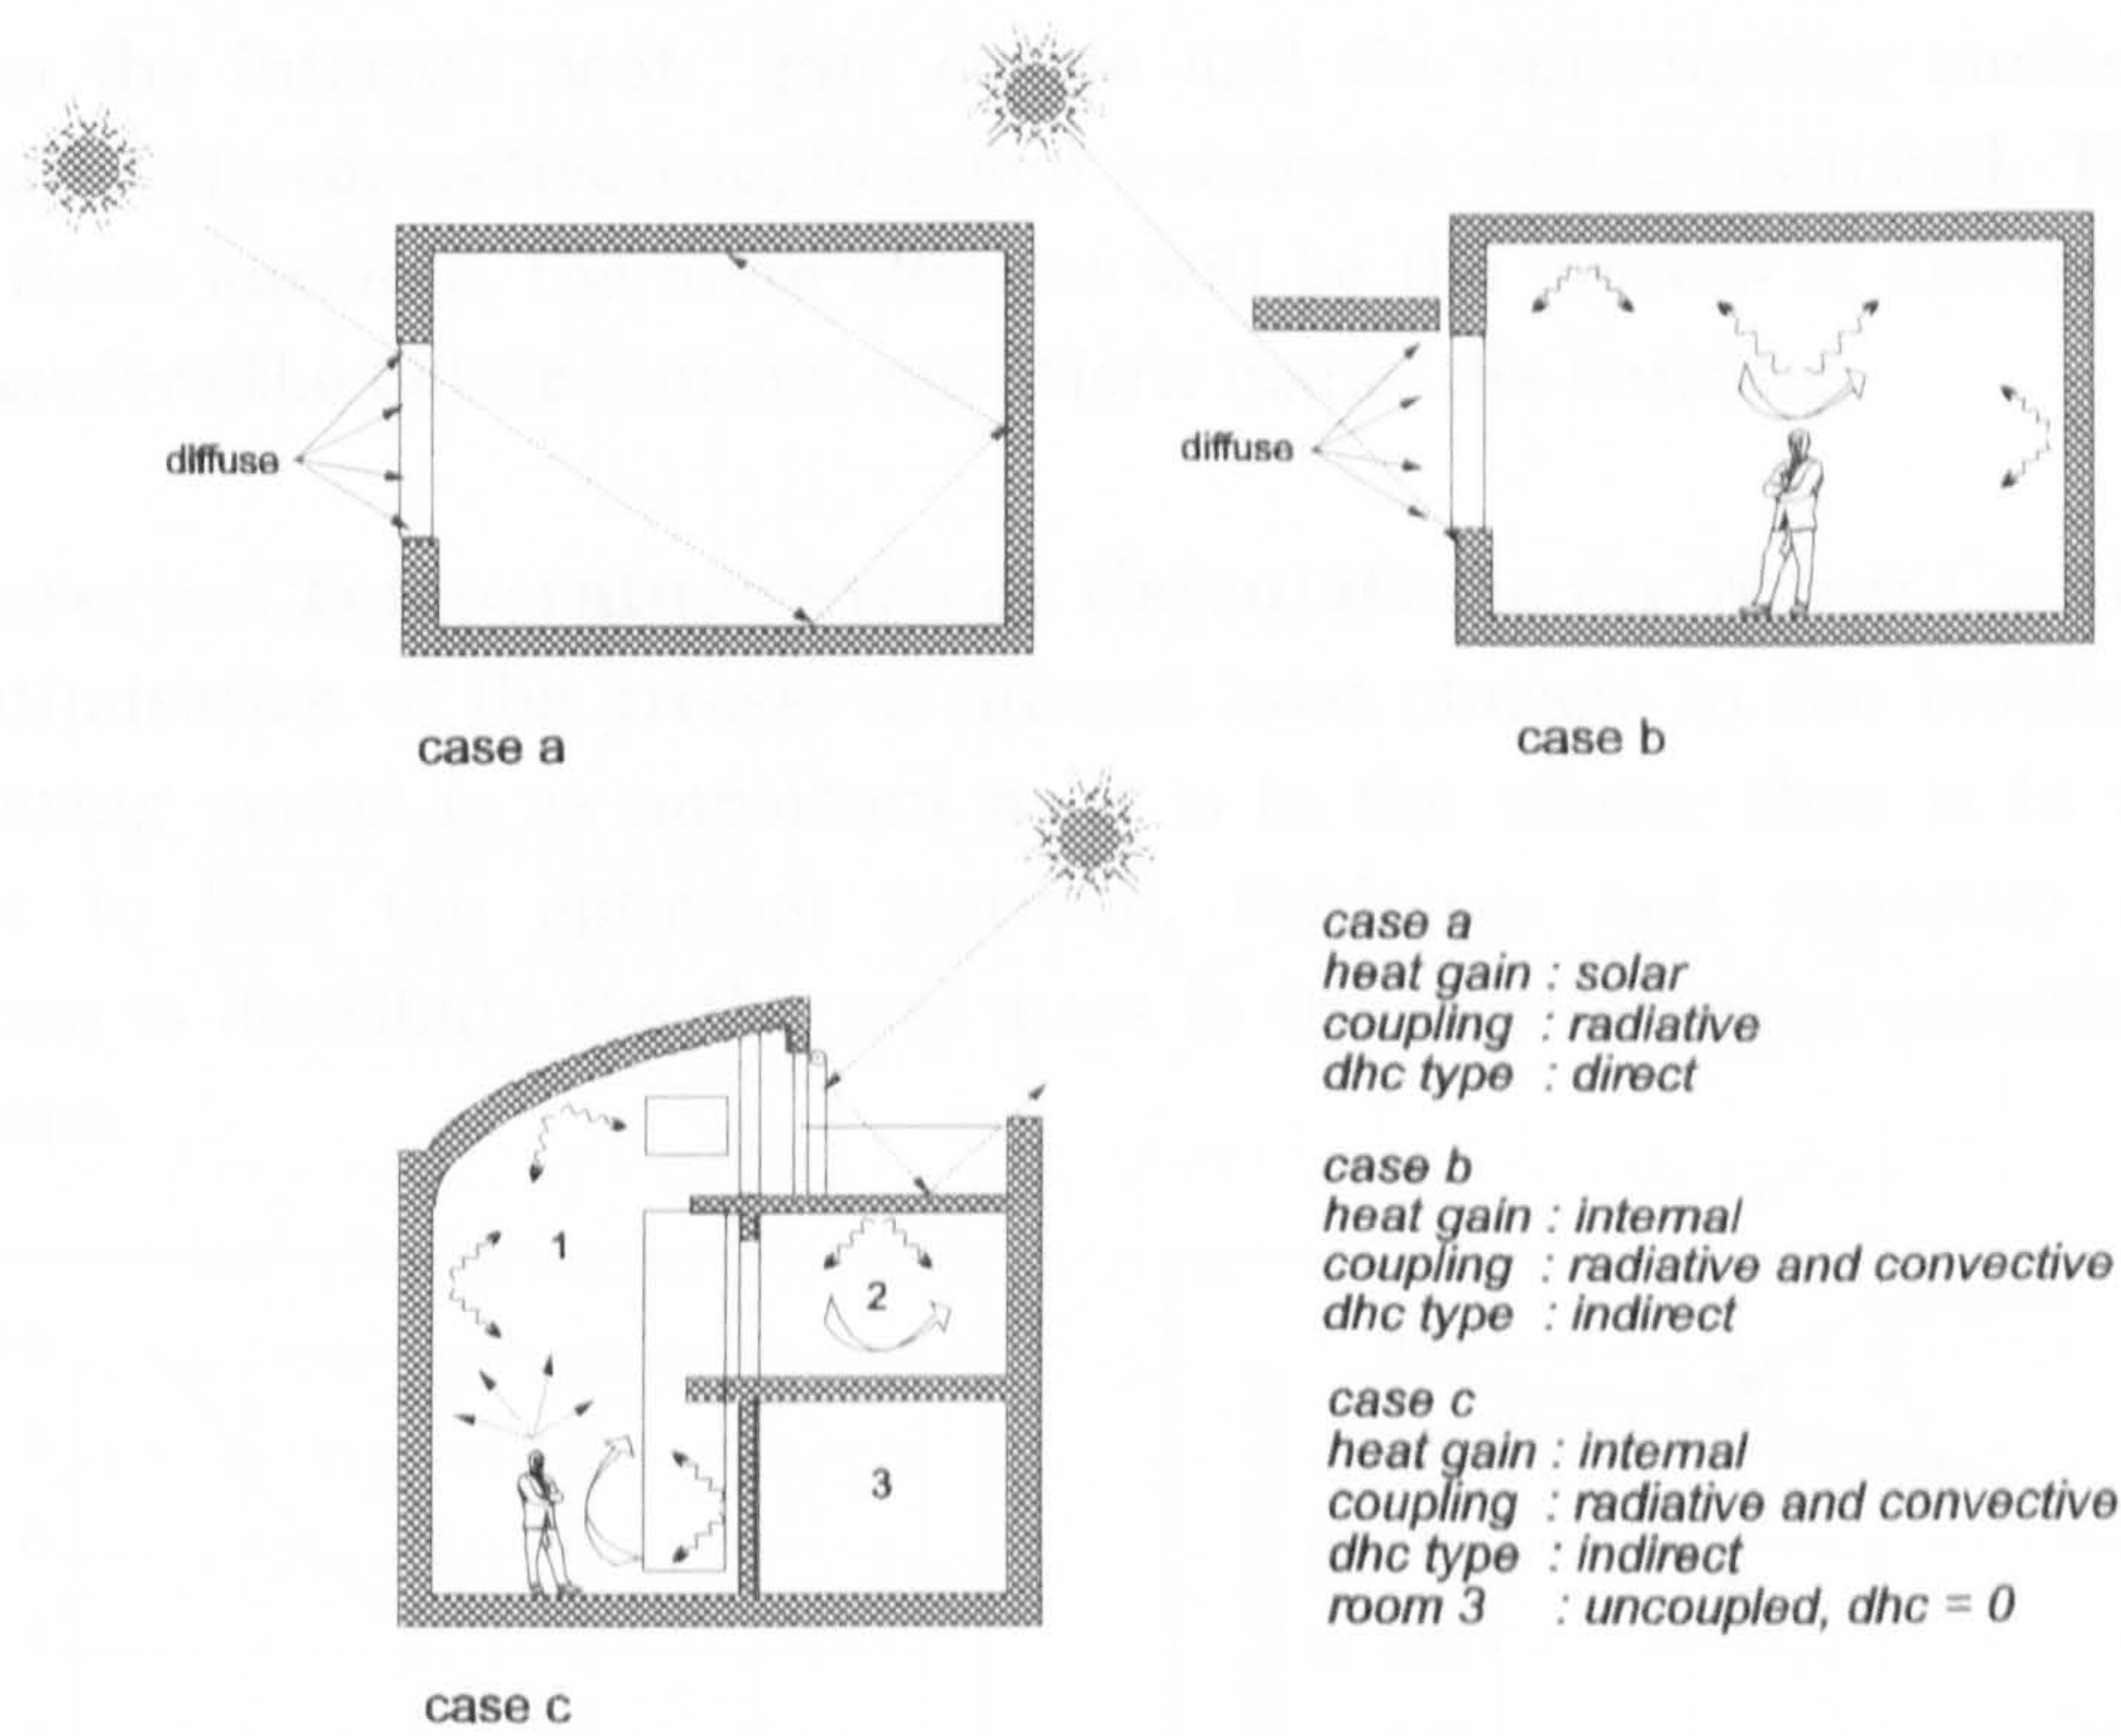 diffuse
diffuse
case a
case b
1
2
3
case c
case a
heat gain : solar
coupling : radiative
dhc type : direct
case b
heat gain : internal
coupling : radiative and convective
dhc type : indirect
case c
heat gain : internal
coupling : radiative and convective
dhc type : indirect
room 3 : uncoupled, dhc = 0